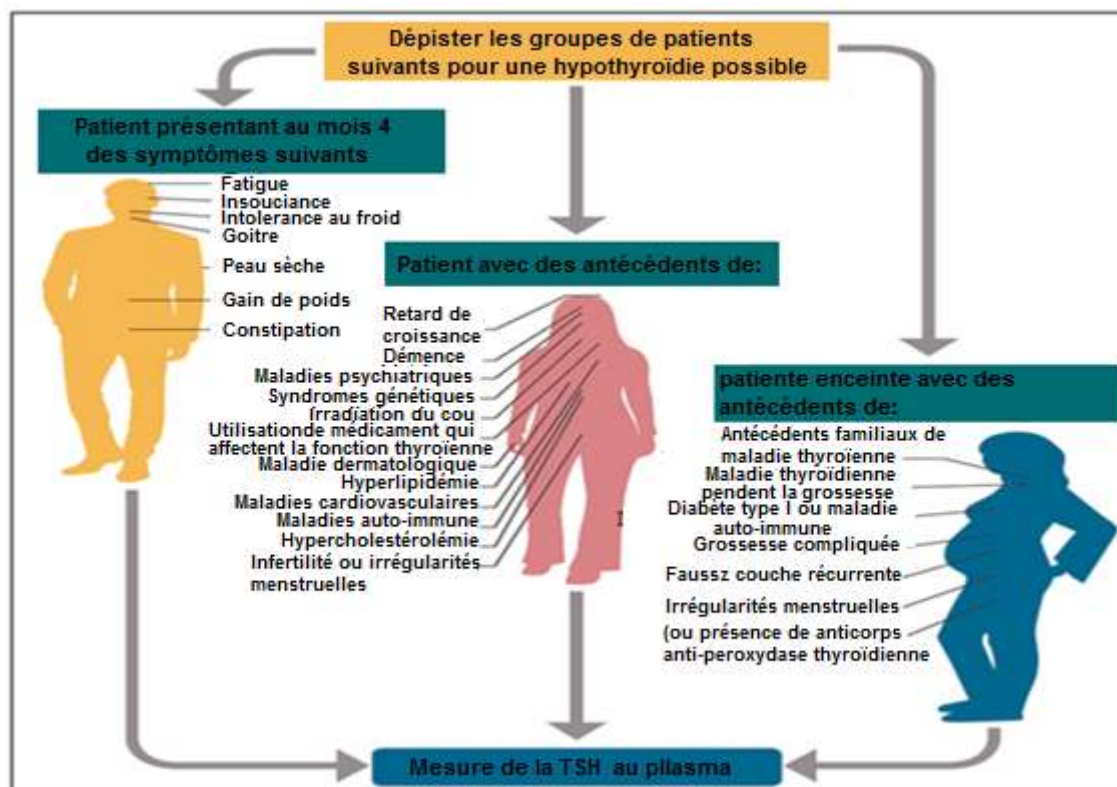 Dépister les groupes de patients
suivants pour une hypothyroïdie possible
Patient présentant au mois 4
des symptômes suivants
Fatigue
Insouciance
Intolerance au froid
Goitre
Peau sèche
Gain de poids
Constipation
Patient avec des antécèdents de:
Retard de
croissance
Démence
Maladies psychiatriques
Syndromes génétiques
Irradiation du cou
Utilisationde médicament qui
affectent la fonction thyroïenne
Maladie dermatologique
Hyperlipidémie
Maladies cardiovasculaires
Maladies auto-immune
Hypercholestérolémie
Infertilité ou irrégularités
menstruelles
patiente enceinte avec des
antécédents de:
Antécédents familiaux de
maladie thyroïenne
Maladie thyroïdienne
pendent la grossesse
Diabète type I ou maladie
auto-immune
Grossesse compliquée
Faussz couche récurrente
Irrégularités menstruelles
(ou présence de anticorps
anti-peroxydase thyroïdienne
Mesure de la TSH au pllasma